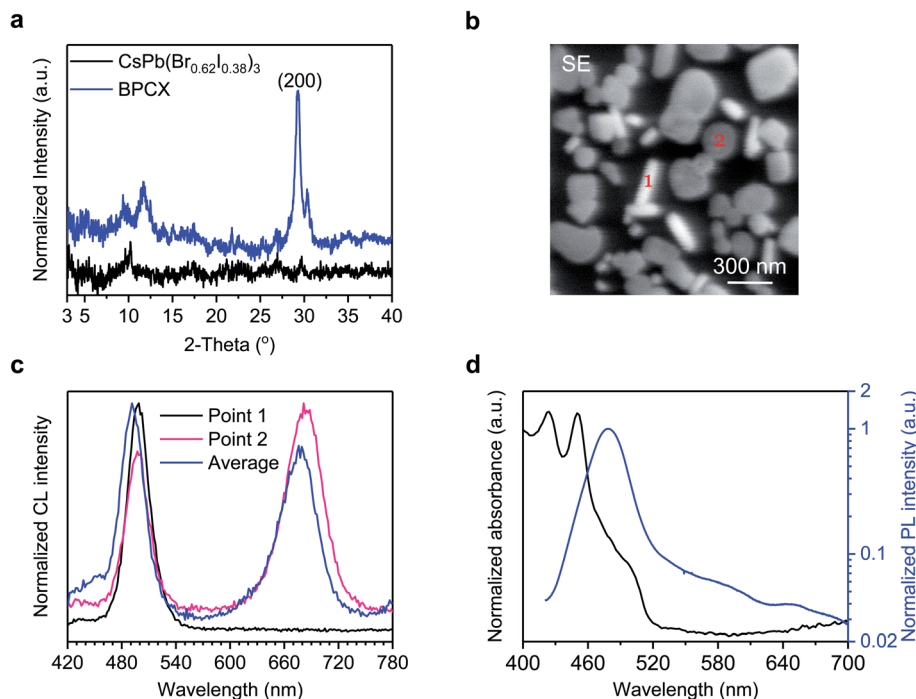 a
Normalized Intensity (a.u.)
CsPb(Br0.62I0.38)3
BPCX
(200)
3 5 10 15 20 25 30 35 40
2-Theta (o)
b
SE
1
2
300 nm
c
Normalized CL intensity
Point 1
Point 2
Average
420 480 540 600 660 720 780
Wavelength (nm)
d
Normalized absorbance (a.u.)
2
1
0.1
0.02
Normalized PL intensity (a.u.)
400 460 520 580 640 700
Wavelength (nm)